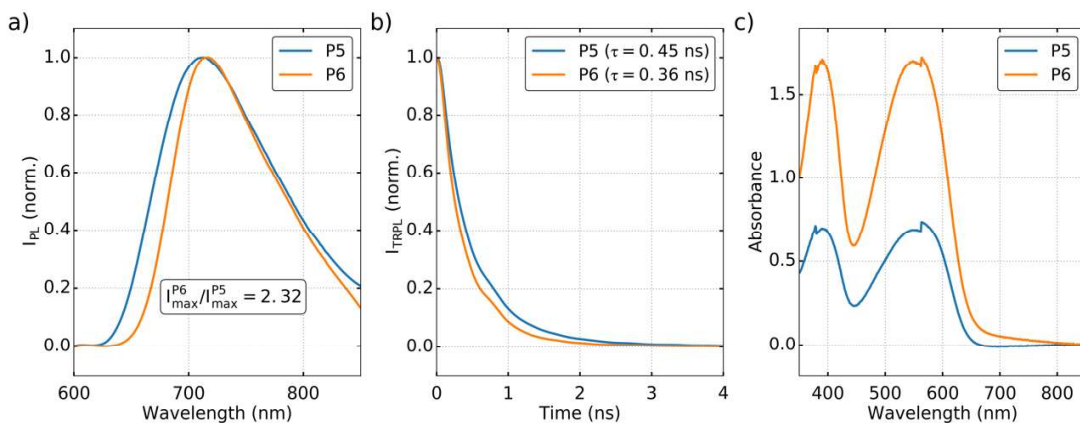 a)
I_PL (norm.)
1.0
0.8
0.6
0.4
0.2
0.0
P5
P6
I^P6_max/I^P5_max = 2.32
600
700
800
Wavelength (nm)
b)
I_TRPL (norm.)
1.0
0.8
0.6
0.4
0.2
0.0
P5 (τ = 0.45 ns)
P6 (τ = 0.36 ns)
0
1
2
3
4
Time (ns)
c)
Absorbance
1.5
1.0
0.5
0.0
P5
P6
400
500
600
700
800
Wavelength (nm)